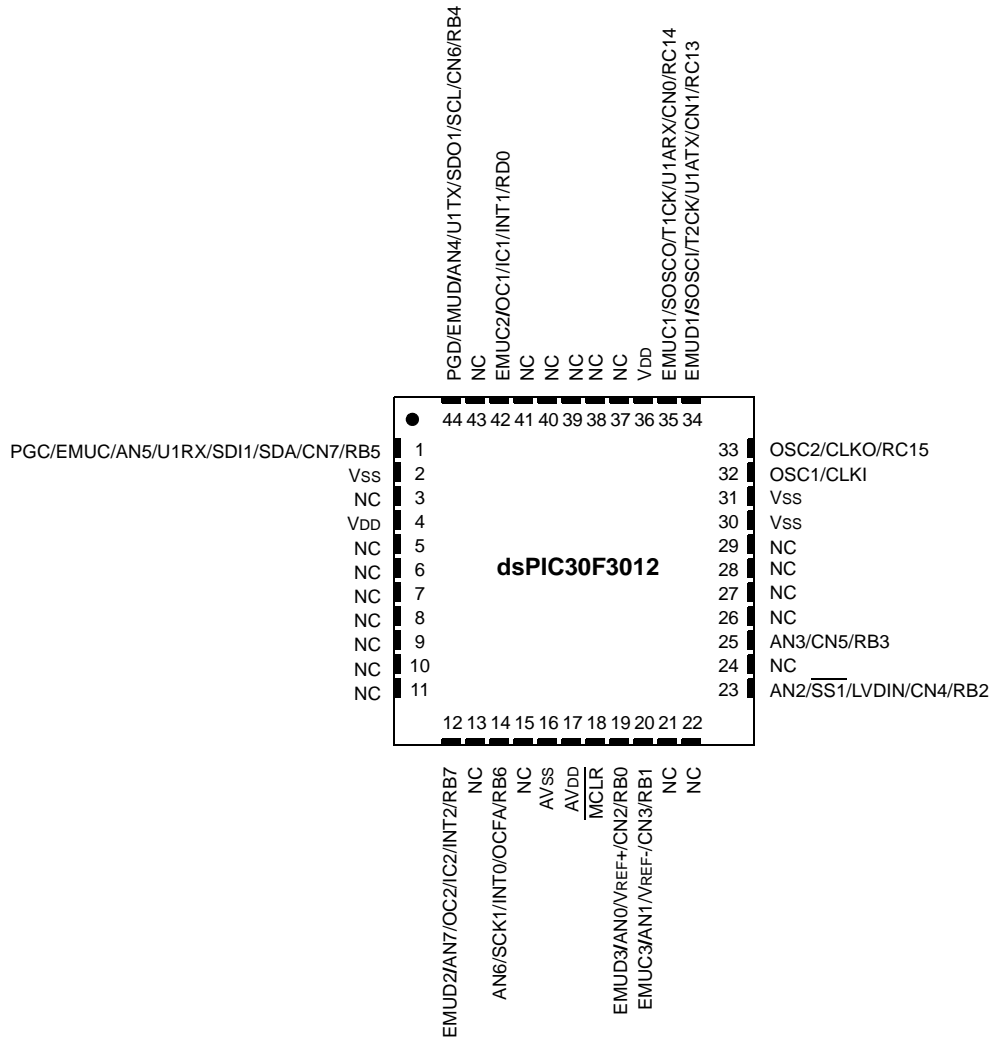 PGD/EMUD/AN4/U1TX/SDO1/SCL/CN6/RB4
NC
EMUC2/OC1/IC1/INT1/RD0
NC
NC
NC
NC
NC
VDD
EMUC1/SOSCO/T1CK/U1ARX/CN0/RC14
EMUD1/SOSCI/T2CK/U1ATX/CN1/RC13
44 43 42 41 40 39 38 37 36 35 34
PGC/EMUC/AN5/U1RX/SDI1/SDA/CN7/RB5 1
Vss 2
NC 3
VDD 4
NC 5
NC 6
NC 7
NC 8
NC 9
NC 10
NC 11
dsPIC30F3012
33 OSC2/CLKO/RC15
32 OSC1/CLKI
31 Vss
30 Vss
29 NC
28 NC
27 NC
26 NC
25 AN3/CN5/RB3
24 NC
23 AN2/SS1/LVDIN/CN4/RB2
12 13 14 15 16 17 18 19 20 21 22
EMUD2/AN7/OC2/IC2/INT2/RB7
NC
AN6/SCK1/INT0/OCFA/RB6
NC
AVss
AVDD
MCLR
EMUD3/AN0/VREF+/CN2/RB0
EMUC3/AN1/VREF-/CN3/RB1
NC
NC